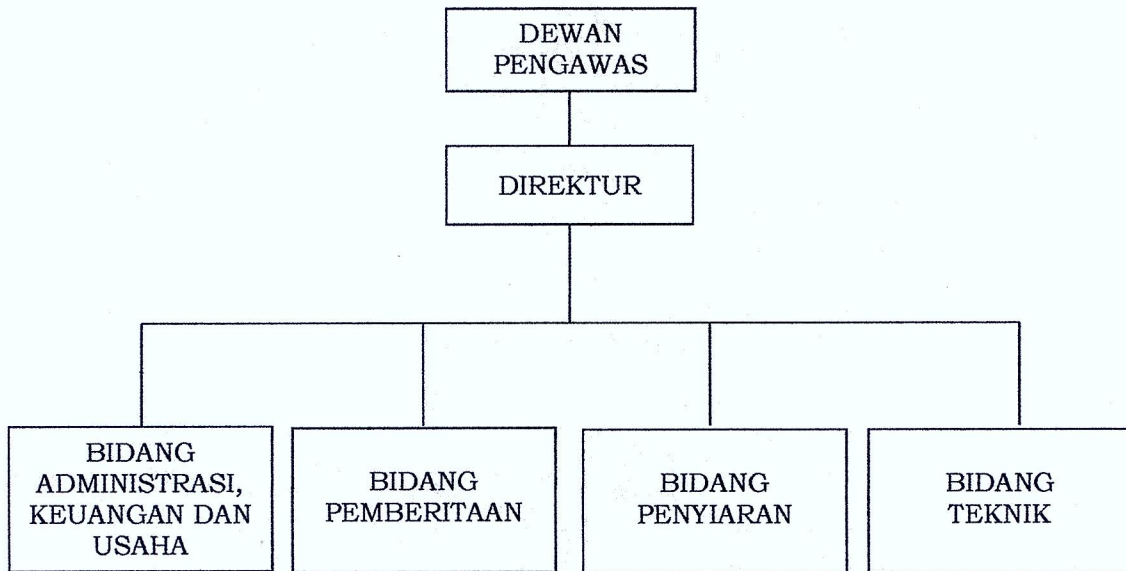 DEWAN
PENGAWAS
DIREKTUR
BIDANG
ADMINISTRASI,
KEUANGAN DAN
USAHA
BIDANG
PEMBERITAAN
BIDANG
PENYIARAN
BIDANG
TEKNIK